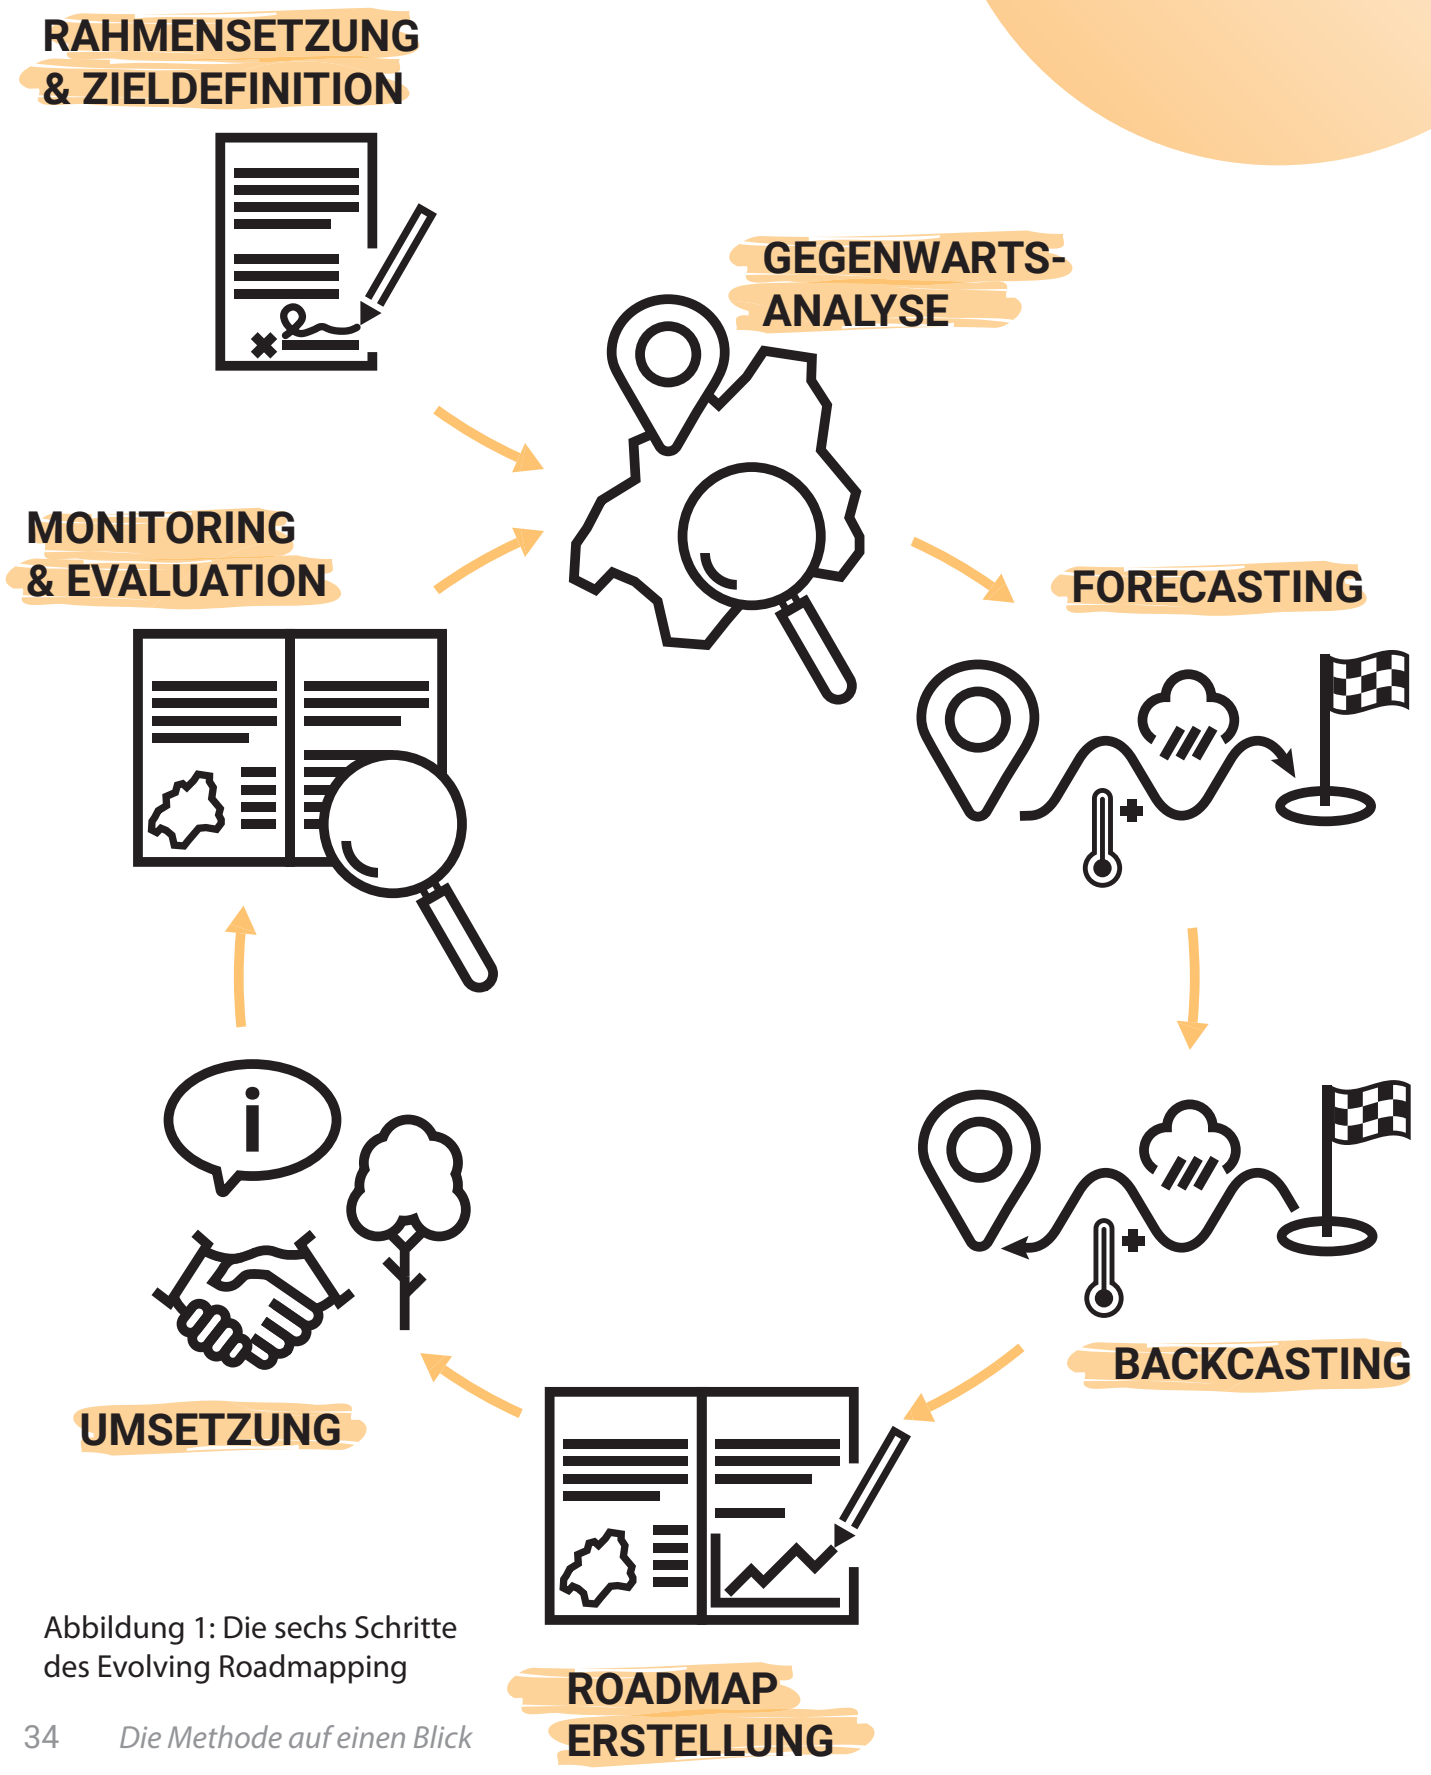 RAHMENSETZUNG
& ZIELDEFINITION
GEGENWARTS-
ANALYSE
MONITORING
& EVALUATION
FORECASTING
i
BACKCASTING
UMSETZUNG
Abbildung 1: Die sechs Schritte
des Evolving Roadmapping
ROADMAP
ERSTELLUNG
34 Die Methode auf einen Blick